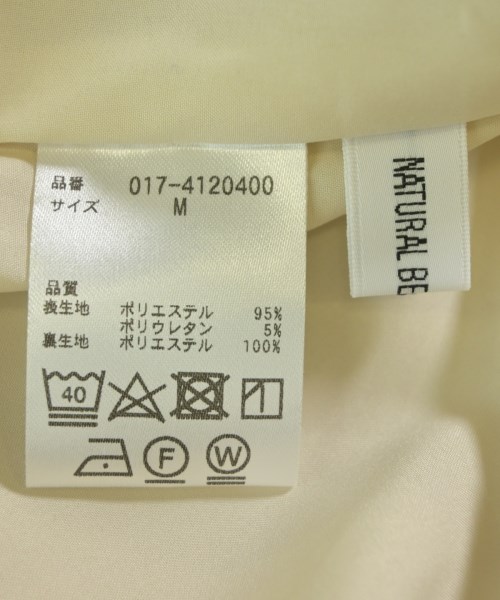 品番 017-4120400
サイズ M
品質
表生地 ポリエステル 95%
ポリウレタン 5%
裏生地 ポリエステル 100%
40
F W
NATURAL BE